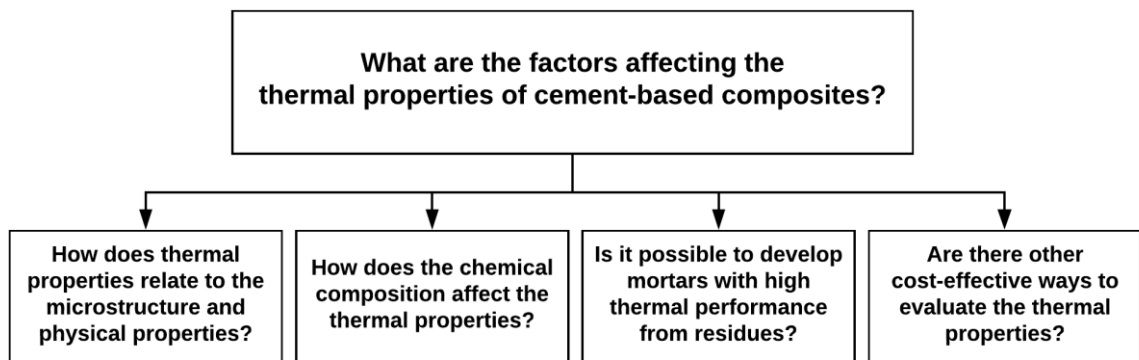 What are the factors affecting the
thermal properties of cement-based composites?
How does thermal
properties relate to the
microstructure and
physical properties?
How does the chemical
composition affect the
thermal properties?
Is it possible to develop
mortars with high
thermal performance
from residues?
Are there other
cost-effective ways to
evaluate the thermal
properties?